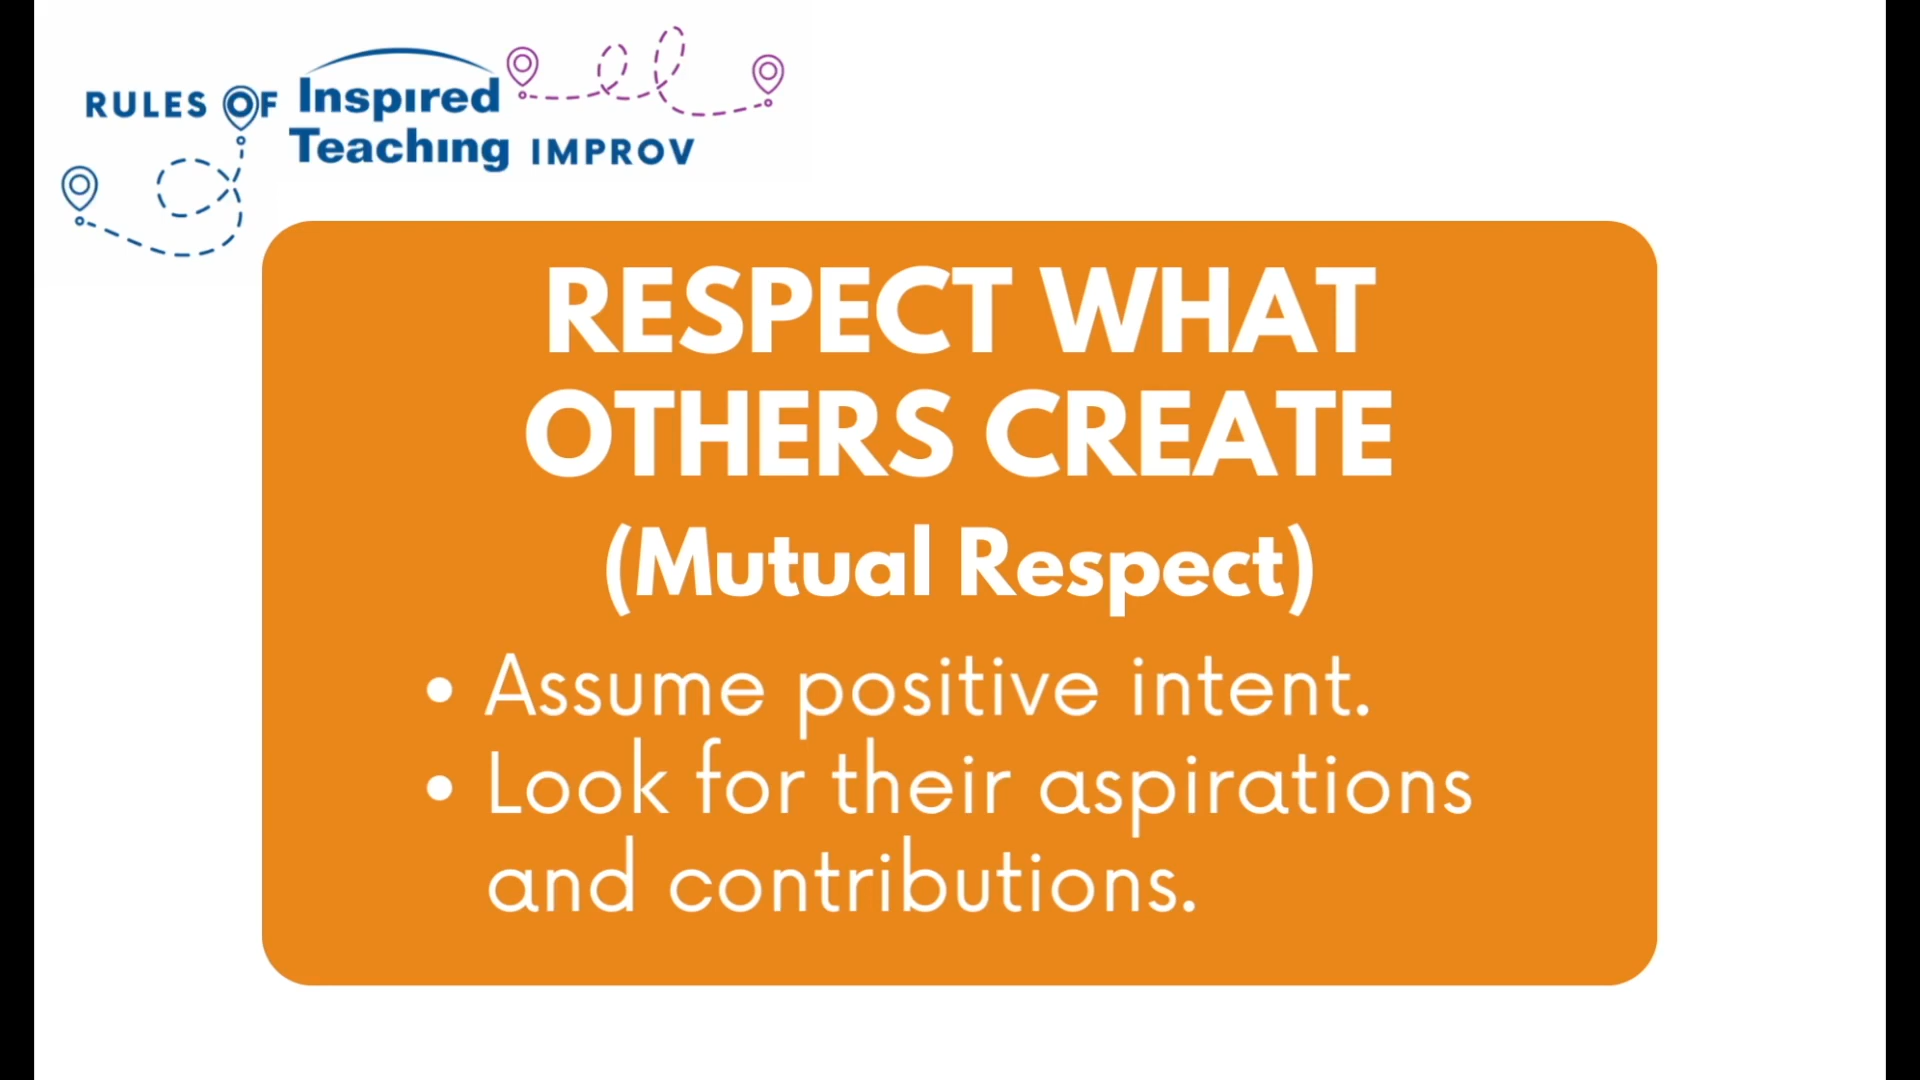 RULES OF Inspired
Teaching IMPROV
RESPECT WHAT
OTHERS CREATE
(Mutual Respect)
• Assume positive intent.
• Look for their aspirations
and contributions.